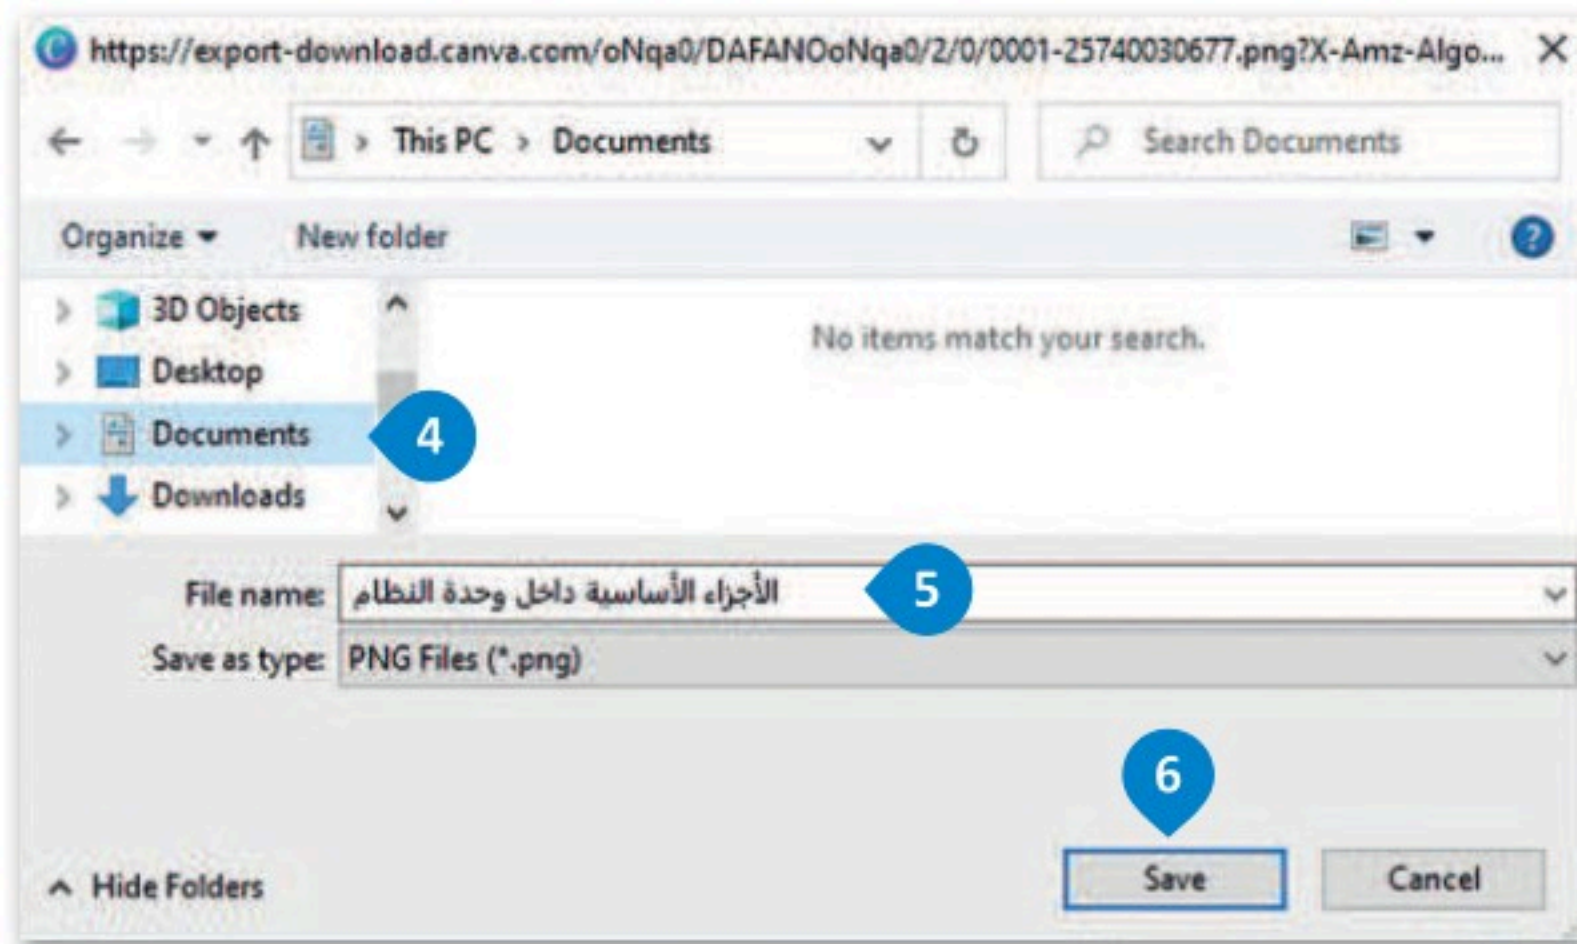 https://export-download.canva.com/oNqa0/DAFANOoNqa0/2/0/0001-25740030677.png?X-Amz-Algo...
This PC > Documents
Search Documents
Organize
New folder
3D Objects
No items match your search.
Desktop
Documents
4
Downloads
File name: الأجزاء الأساسية داخل وحدة النظام
5
Save as type: PNG Files (*.png)
6
Hide Folders
Save
Cancel